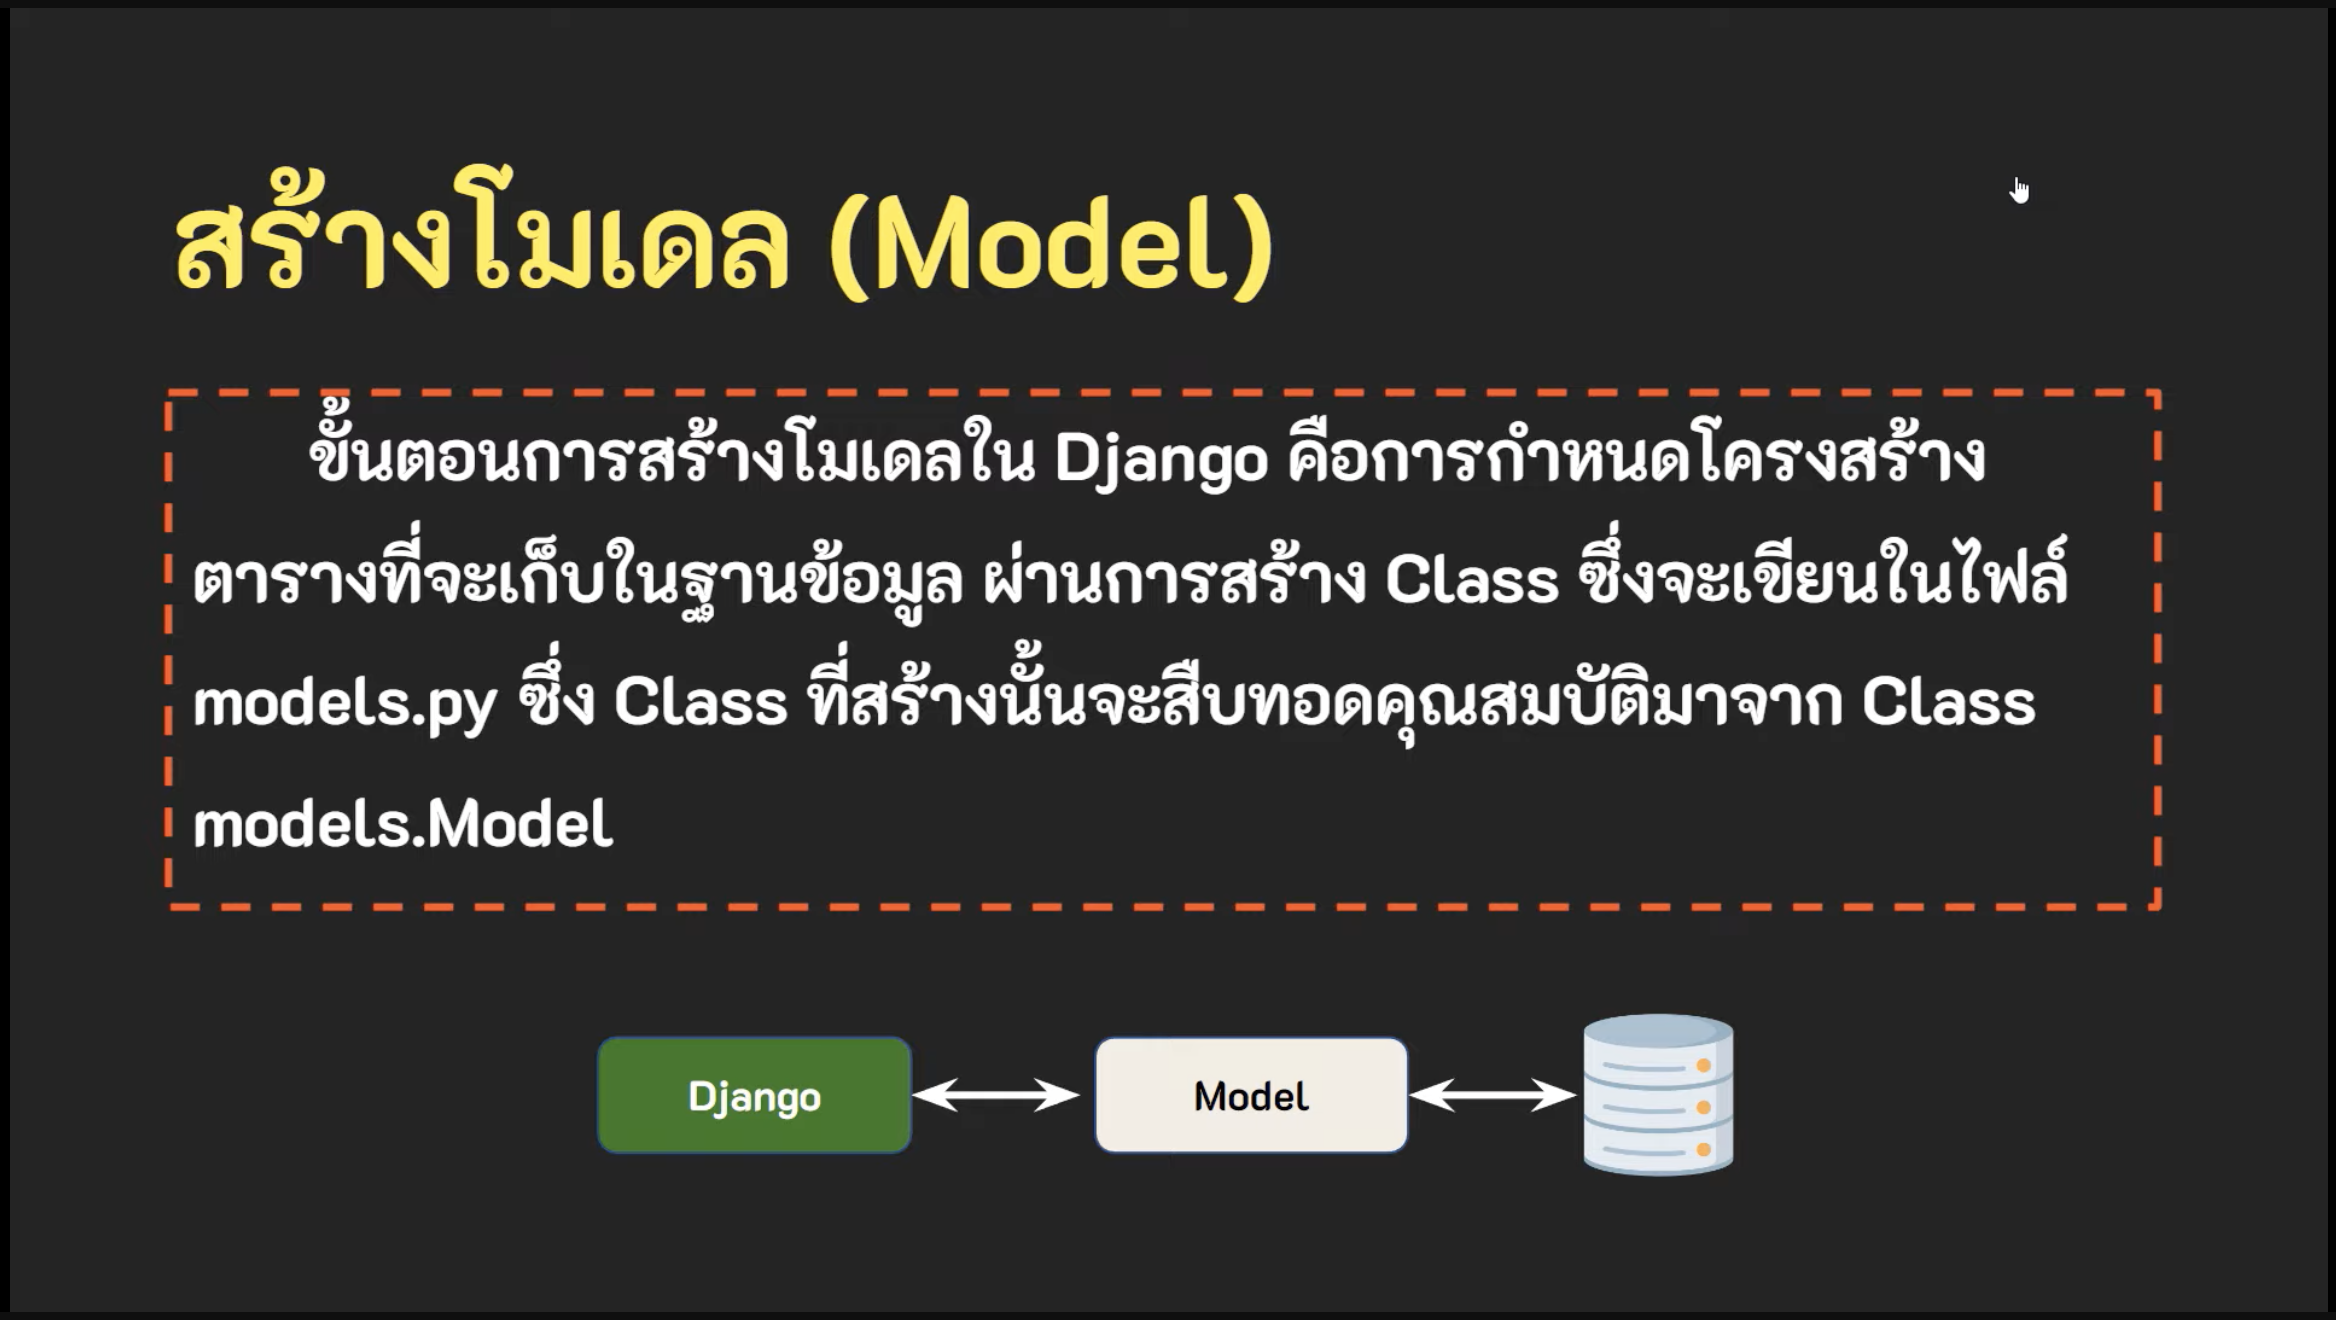 สร้างโมเดล (Model)
ขั้นตอนการสร้างโมเดลใน Django คือการกำหนดโครงสร้าง
ตารางที่จะเก็บในฐานข้อมูล ผ่านการสร้าง Class ซึ่งจะเขียนในไฟล์
models.py ซึ่ง Class ที่สร้างนั้นจะสืบทอดคุณสมบัติมาจาก Class
models.Model
Django
Model